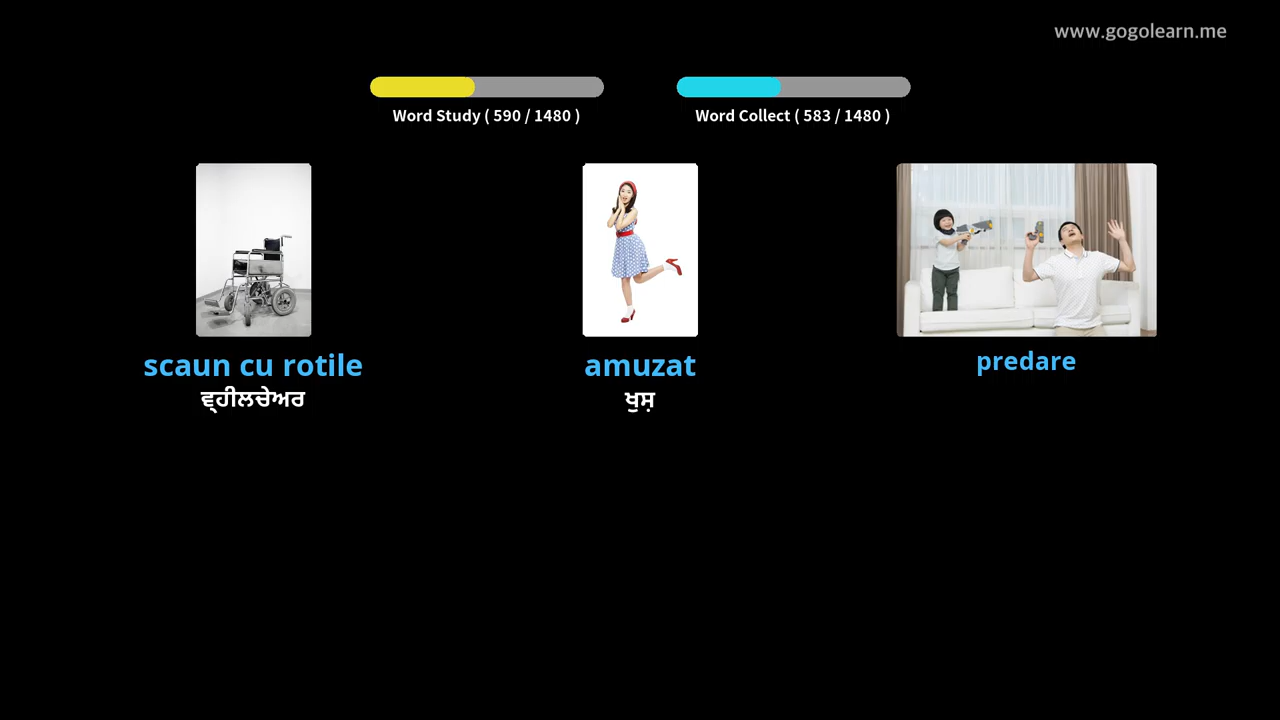 www.gogolearn.me
Word Study ( 590 / 1480 )
Word Collect ( 583 / 1480 )
scaun cu rotile
ਵ੍ਹੀਲਚੇਅਰ
amuzat
ਖੁਸ਼
predare